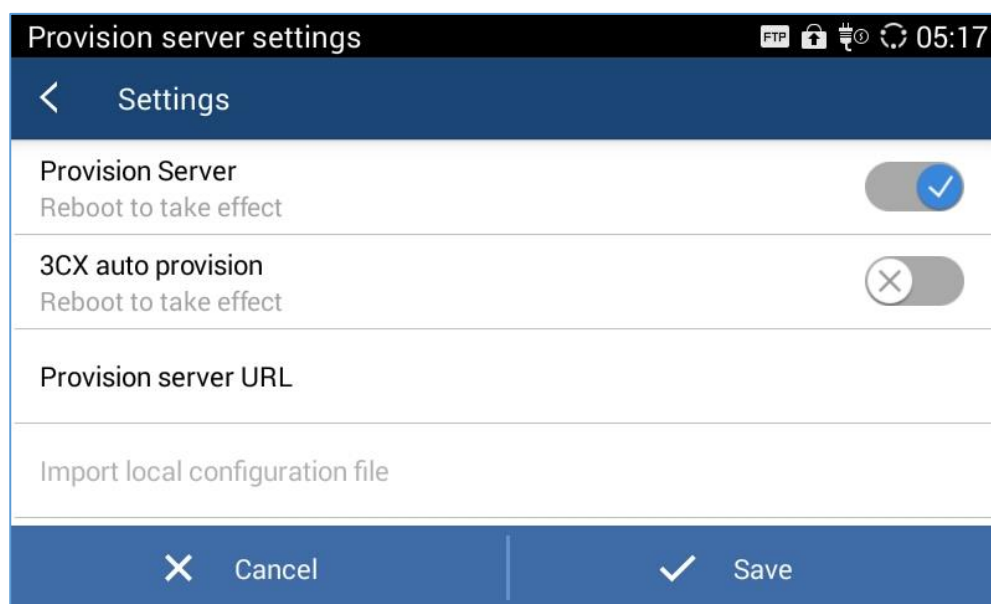 Provision server settings FTP 05:17
Settings
Provision Server
Reboot to take effect
3CX auto provision
Reboot to take effect
Provision server URL
Import local configuration file
Cancel Save